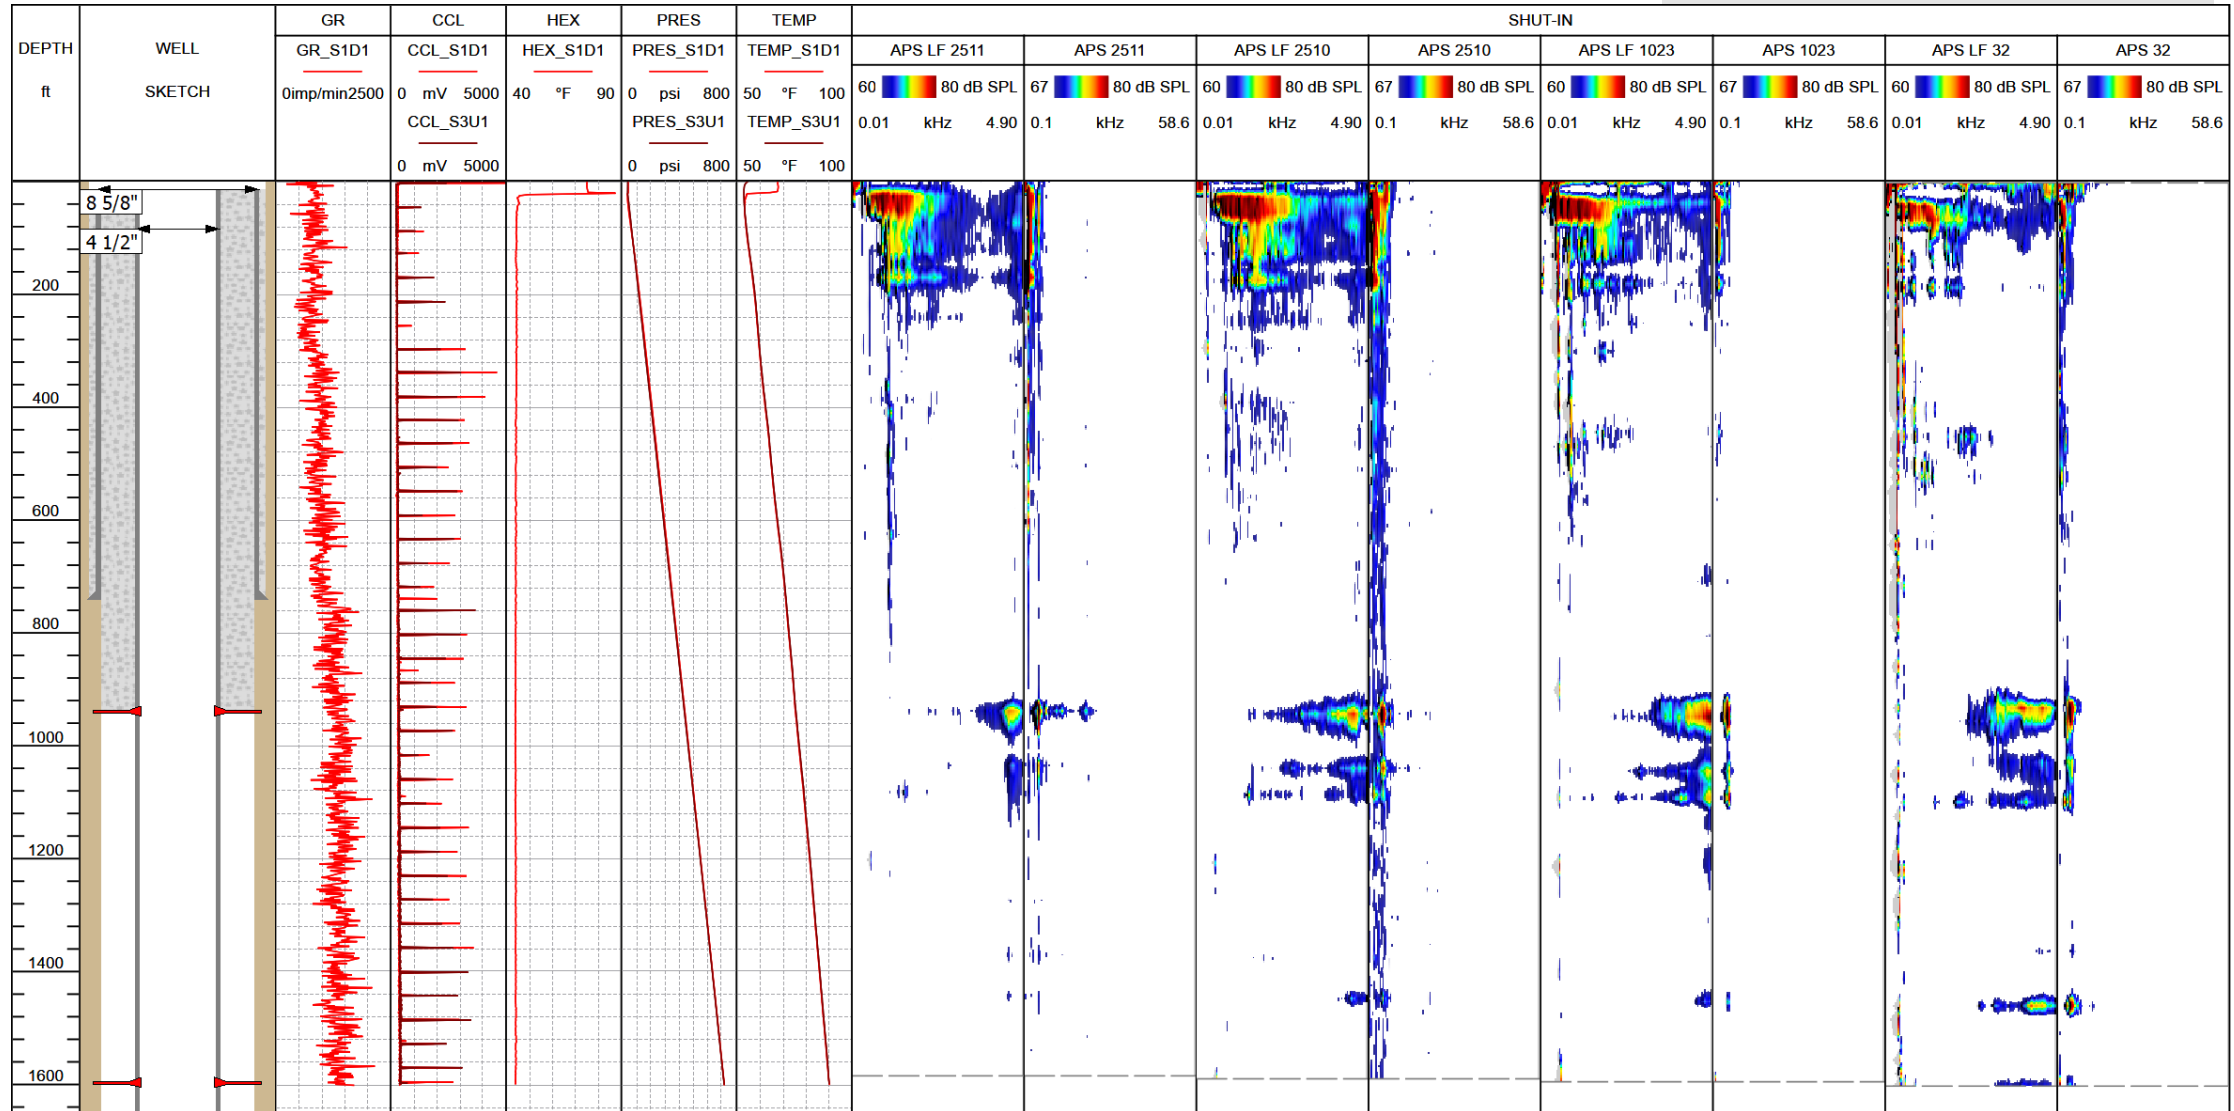 GR CCL HEX PRES TEMP SHUT-IN
DEPTH WELL GR_S1D1 CCL_S1D1 HEX_S1D1 PRES_S1D1 TEMP_S1D1 APS LF 2511 APS 2511 APS LF 2510 APS 2510 APS LF 1023 APS 1023 APS LF 32 APS 32
ft SKETCH 0imp/min2500 0 mV 5000 40 °F 90 0 psi 800 50 °F 100 60 80 dB SPL 67 80 dB SPL 60 80 dB SPL 67 80 dB SPL 60 80 dB SPL 67 80 dB SPL 60 80 dB SPL 67 80 dB SPL
CCL_S3U1 PRES_S3U1 TEMP_S3U1 0.01 kHz 4.90 0.1 kHz 58.6 0.01 kHz 4.90 0.1 kHz 58.6 0.01 kHz 4.90 0.1 kHz 58.6 0.01 kHz 4.90 0.1 kHz 58.6
0 mV 5000 0 psi 800 50 °F 100
8 5/8"
4 1/2"
200
400
600
800
1000
1200
1400
1600